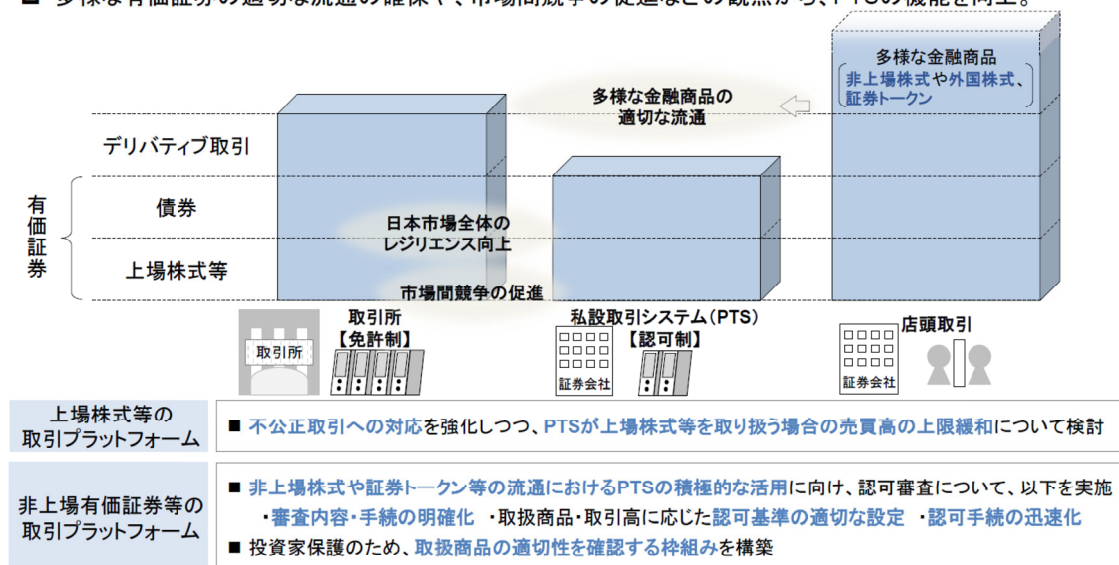 ■ 多様な有価証券の適切な流通の確保や、市場間競争の促進などの観点から、PTSの機能を向上。
多様な金融商品
非上場株式や外国株式、
証券トークン
多様な金融商品の
適切な流通
デリバティブ取引
有価証券
債券
上場株式等
日本市場全体の
レジリエンス向上
市場間競争の促進
取引所
取引所
【免許制】
私設取引システム(PTS)
【認可制】
証券会社
店頭取引
証券会社
上場株式等の
取引プラットフォーム
■ 不公正取引への対応を強化しつつ、PTSが上場株式等を取り扱う場合の売買高の上限緩和について検討
非上場有価証券等の
取引プラットフォーム
■ 非上場株式や証券トークン等の流通におけるPTSの積極的な活用に向け、認可審査について、以下を実施
・審査内容・手続の明確化 ・取扱商品・取引高に応じた認可基準の適切な設定 ・認可手続の迅速化
■ 投資家保護のため、取扱商品の適切性を確認する枠組みを構築